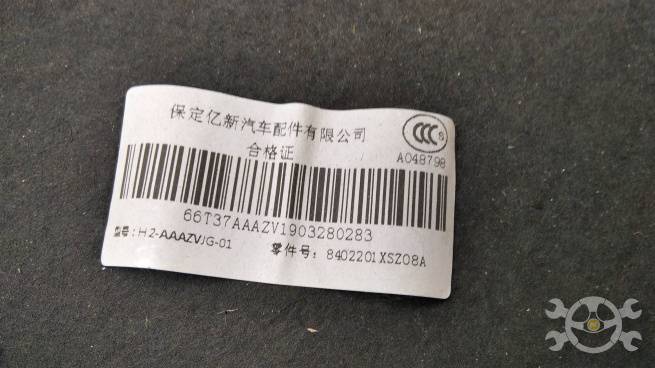 保定亿新汽车配件有限公司
合格证
CCC S
A048798
66T37AAAZV1903280283
型号：H2-AAAZV/G-01 零件号：8402201XSZ08A